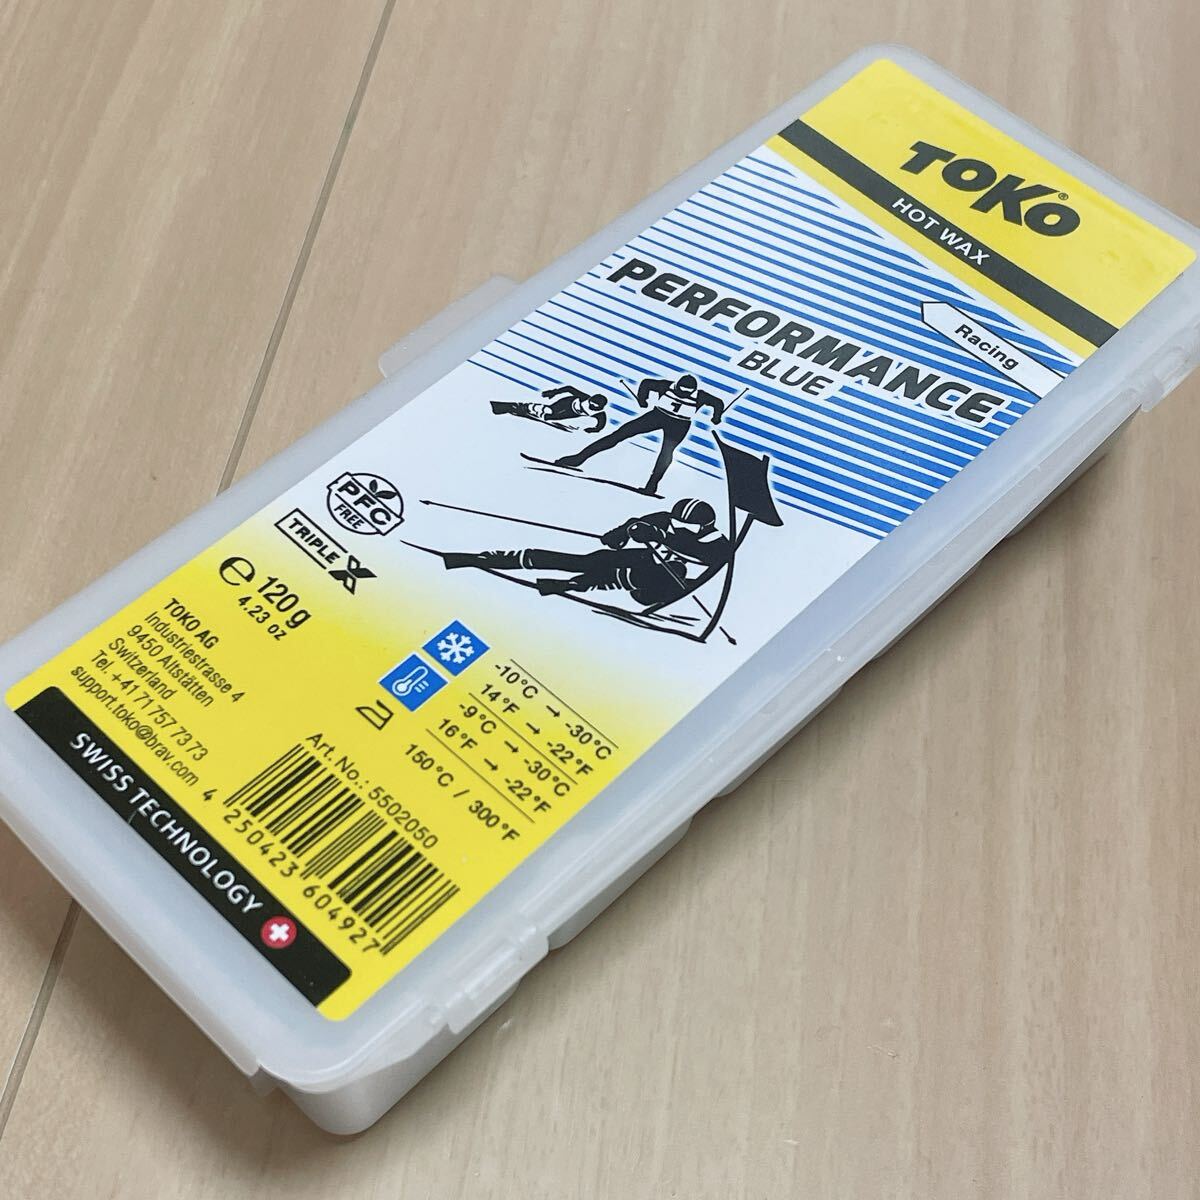 TOKO®
HOT WAX
Racing
PERFORMANCE
BLUE
1
PFC
FREE
TRIPLE X
℮ 120 g
4.23 oz
TOKO AG
Industriestrasse 4
9450 Altstätten
Switzerland
Tel. +41 71 757 73 73
support.toko@brav.com
-10°C → -30°C
14°F → -22°F
-9°C → -30°C
16°F → -22°F
150°C / 300°F
Art.No.: 5502050
4 250423 604927
SWISS TECHNOLOGY